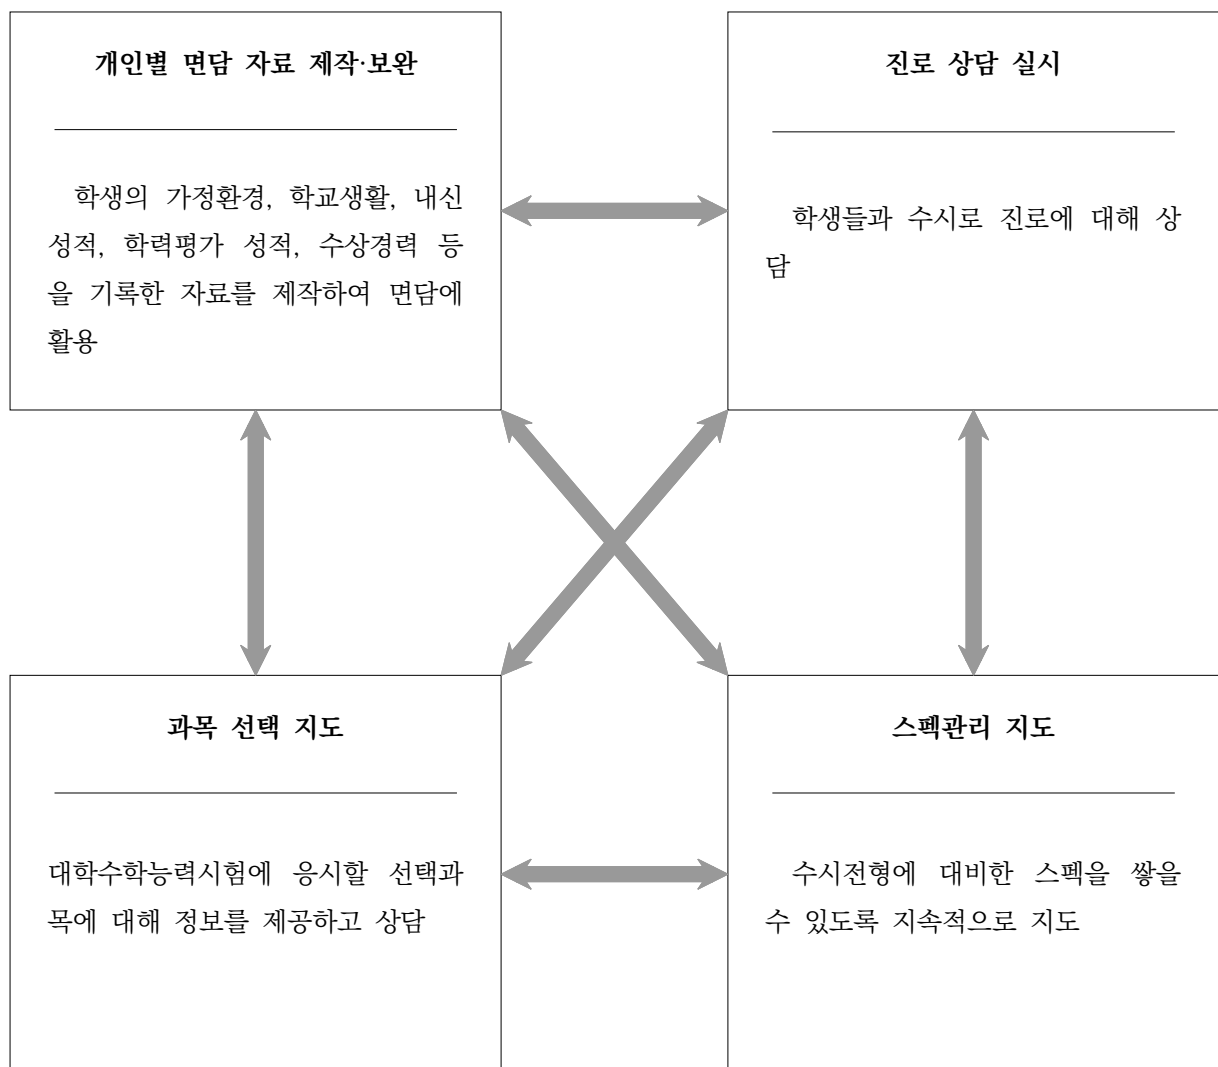 개인별 면담 자료 제작·보완
학생의 가정환경, 학교생활, 내신
성적, 학력평가 성적, 수상경력 등
을 기록한 자료를 제작하여 면담에
활용
진로 상담 실시
학생들과 수시로 진로에 대해 상
담
과목 선택 지도
대학수학능력시험에 응시할 선택과
목에 대해 정보를 제공하고 상담
스펙관리 지도
수시전형에 대비한 스펙을 쌓을
수 있도록 지속적으로 지도